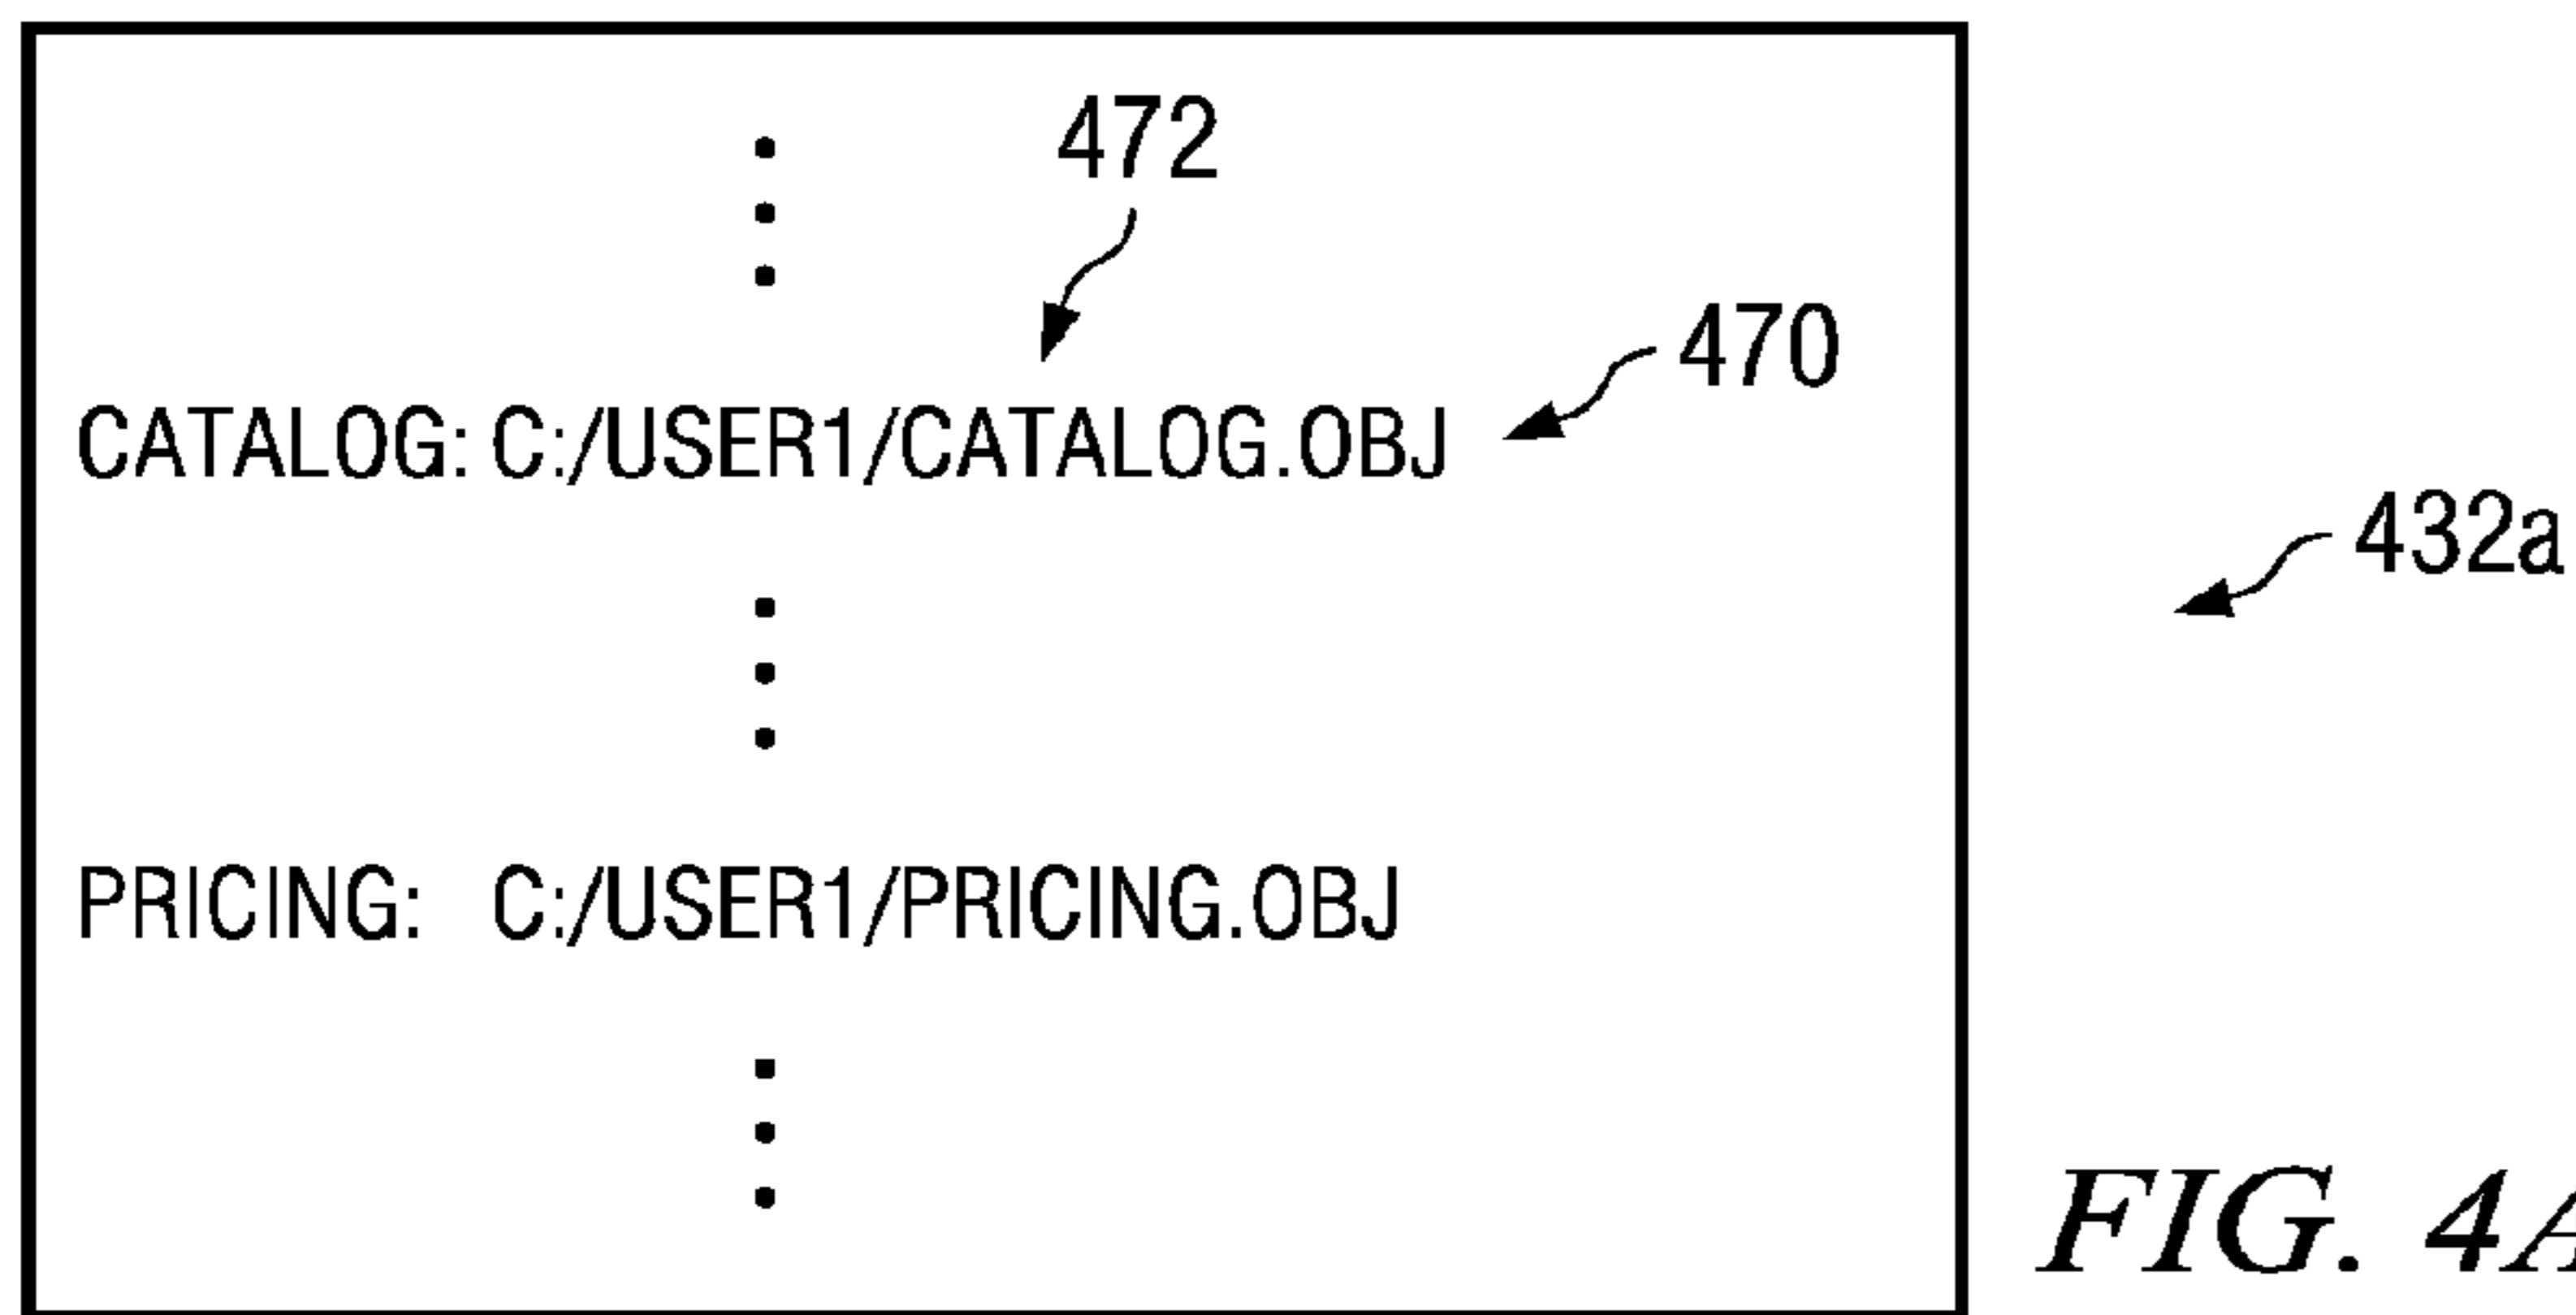 472
470
CATALOG: C:/USER1/CATALOG.OBJ
432a
PRICING: C:/USER1/PRICING.OBJ
FIG. 4A